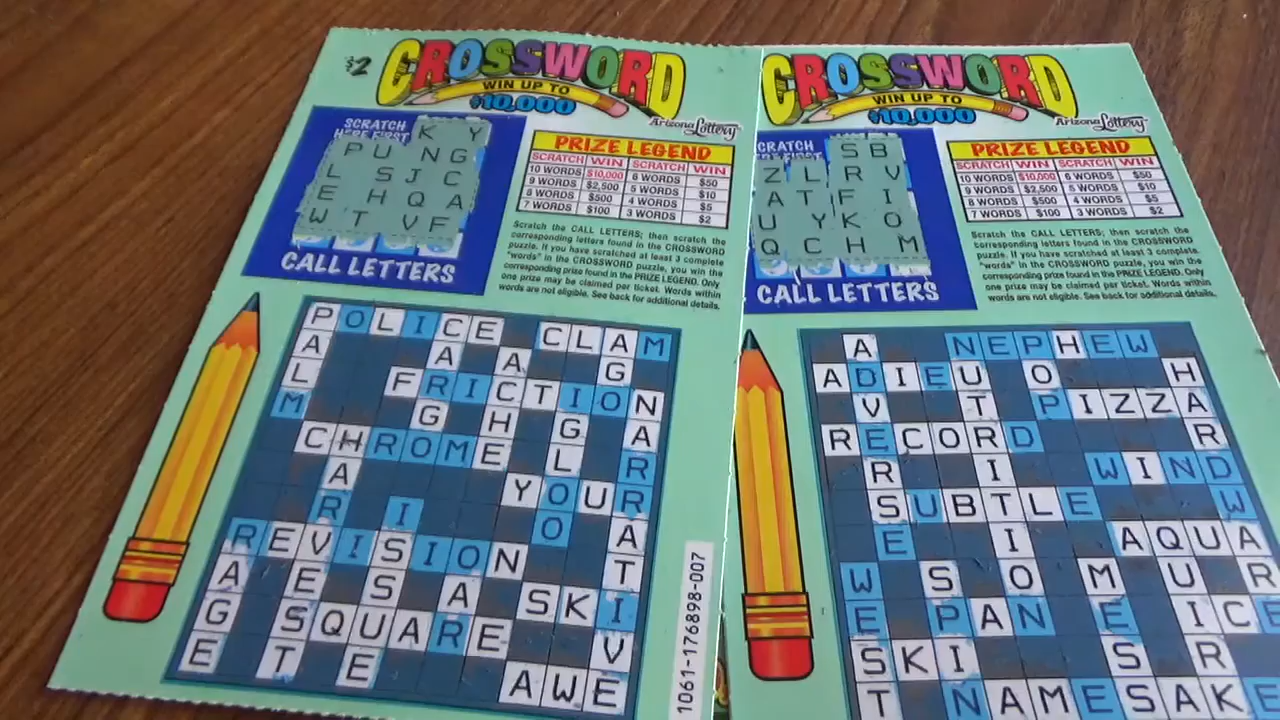 $2 CROSSWORD
WIN UP TO
$10,000
Arizona Lottery
SCRATCH
HERE FIRST
K Y
P U N G
L S J C
E H Q A
W T V F
CALL LETTERS
PRIZE LEGEND
SCRATCH WIN SCRATCH WIN
10 WORDS $10,000 6 WORDS $50
9 WORDS $2,500 5 WORDS $10
8 WORDS $500 4 WORDS $5
7 WORDS $100 3 WORDS $2
Scratch the CALL LETTERS; then scratch the
corresponding letters found in the CROSSWORD
puzzle. If you have scratched at least 3 complete
"words" in the CROSSWORD puzzle, you win the
corresponding prize found in the PRIZE LEGEND. Only
one prize may be claimed per ticket. Words within
words are not eligible. See back for additional details.
POLICE CLAM
A A A G
L FRICTION
M G H G A
CHROME L R
A YOUR
R I O A
REVISION T
A E S A SKI
G SQUARE V
E T E AWE
1061-176898-007
CROSSWORD
WIN UP TO
$10,000
Arizona Lottery
SCRATCH
HERE FIRST
S B
Z L R V
A T F I
U Y K O
Q C H M
CALL LETTERS
PRIZE LEGEND
SCRATCH WIN SCRATCH WIN
10 WORDS $10,000 6 WORDS $50
9 WORDS $2,500 5 WORDS $10
8 WORDS $500 4 WORDS $5
7 WORDS $100 3 WORDS $2
Scratch the CALL LETTERS; then scratch the
corresponding letters found in the CROSSWORD
puzzle. If you have scratched at least 3 complete
"words" in the CROSSWORD puzzle, you win the
corresponding prize found in the PRIZE LEGEND. Only
one prize may be claimed per ticket. Words within
words are not eligible. See back for additional details.
A NEPHEW
ADIEU O H
V T PIZZA
RECORD R
R I WIND
SUBTLE W
E I AQUA
W S O M U R
E PAN E ICE
SKI S R
T NAMESAKE